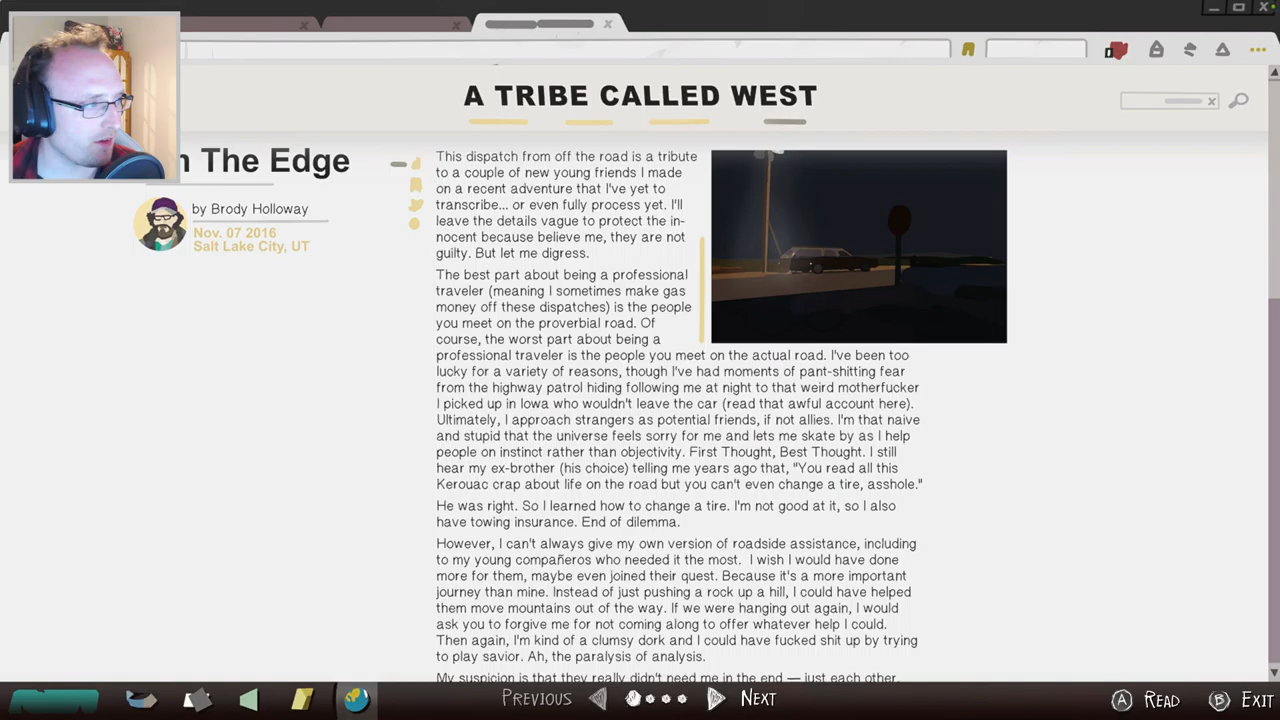 A TRIBE CALLED WEST
The Edge
by Brody Holloway
Nov. 07 2016
Salt Lake City, UT
This dispatch from off the road is a tribute
to a couple of new young friends I made
on a recent adventure that I've yet to
transcribe... or even fully process yet. I'll
leave the details vague to protect the in-
nocent because believe me, they are not
guilty. But let me digress.
The best part about being a professional
traveler (meaning I sometimes make gas
money off these dispatches) is the people
you meet on the proverbial road. Of
course, the worst part about being a
professional traveler is the people you meet on the actual road. I've been too
lucky for a variety of reasons, though I've had moments of pant-shitting fear
from the highway patrol hiding following me at night to that weird motherfucker
I picked up in Iowa who wouldn't leave the car (read that awful account here).
Ultimately, I approach strangers as potential friends, if not allies. I'm that naive
and stupid that the universe feels sorry for me and lets me skate by as I help
people on instinct rather than objectivity. First Thought, Best Thought. I still
hear my ex-brother (his choice) telling me years ago that, "You read all this
Kerouac crap about life on the road but you can't even change a tire, asshole."
He was right. So I learned how to change a tire. I'm not good at it, so I also
have towing insurance. End of dilemma.
However, I can't always give my own version of roadside assistance, including
to my young compañeros who needed it the most. I wish I would have done
more for them, maybe even joined their quest. Because it's a more important
journey than mine. Instead of just pushing a rock up a hill, I could have helped
them move mountains out of the way. If we were hanging out again, I would
ask you to forgive me for not coming along to offer whatever help I could.
Then again, I'm kind of a clumsy dork and I could have fucked shit up by trying
to play savior. Ah, the paralysis of analysis.
My suspicion is that they really didn't need me in the end — just each other.
PREVIOUS NEXT
A READ B EXIT